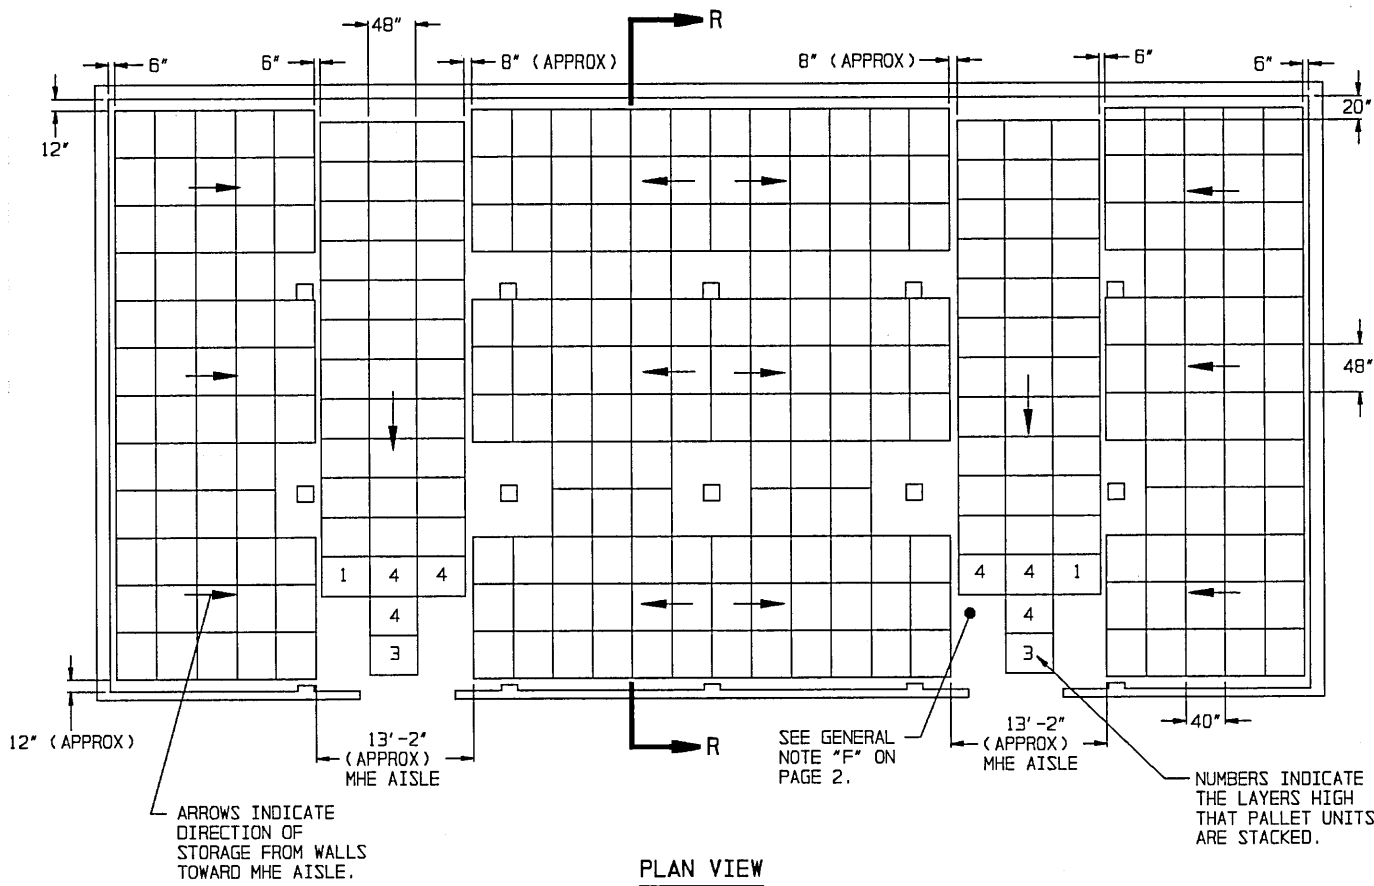 48"
R
6"
6"
8" (APPROX)
8" (APPROX)
6"
6"
12"
20"
48"
1 4 4
4
3
4 4 1
4
3
12" (APPROX)
13'-2"
(APPROX)
MHE AISLE
R
SEE GENERAL
NOTE "F" ON
PAGE 2.
13'-2"
(APPROX)
MHE AISLE
40"
ARROWS INDICATE
DIRECTION OF
STORAGE FROM WALLS
TOWARD MHE AISLE.
NUMBERS INDICATE
THE LAYERS HIGH
THAT PALLET UNITS
ARE STACKED.
PLAN VIEW